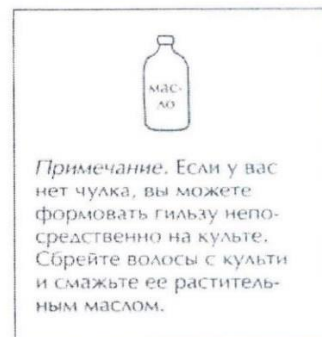 мас-
ло
Примечание. Если у вас
нет чулка, вы можете
формовать гильзу непо-
средственно на культе.
Сбрейте волосы с культи
и смажьте ее раститель-
ным маслом.